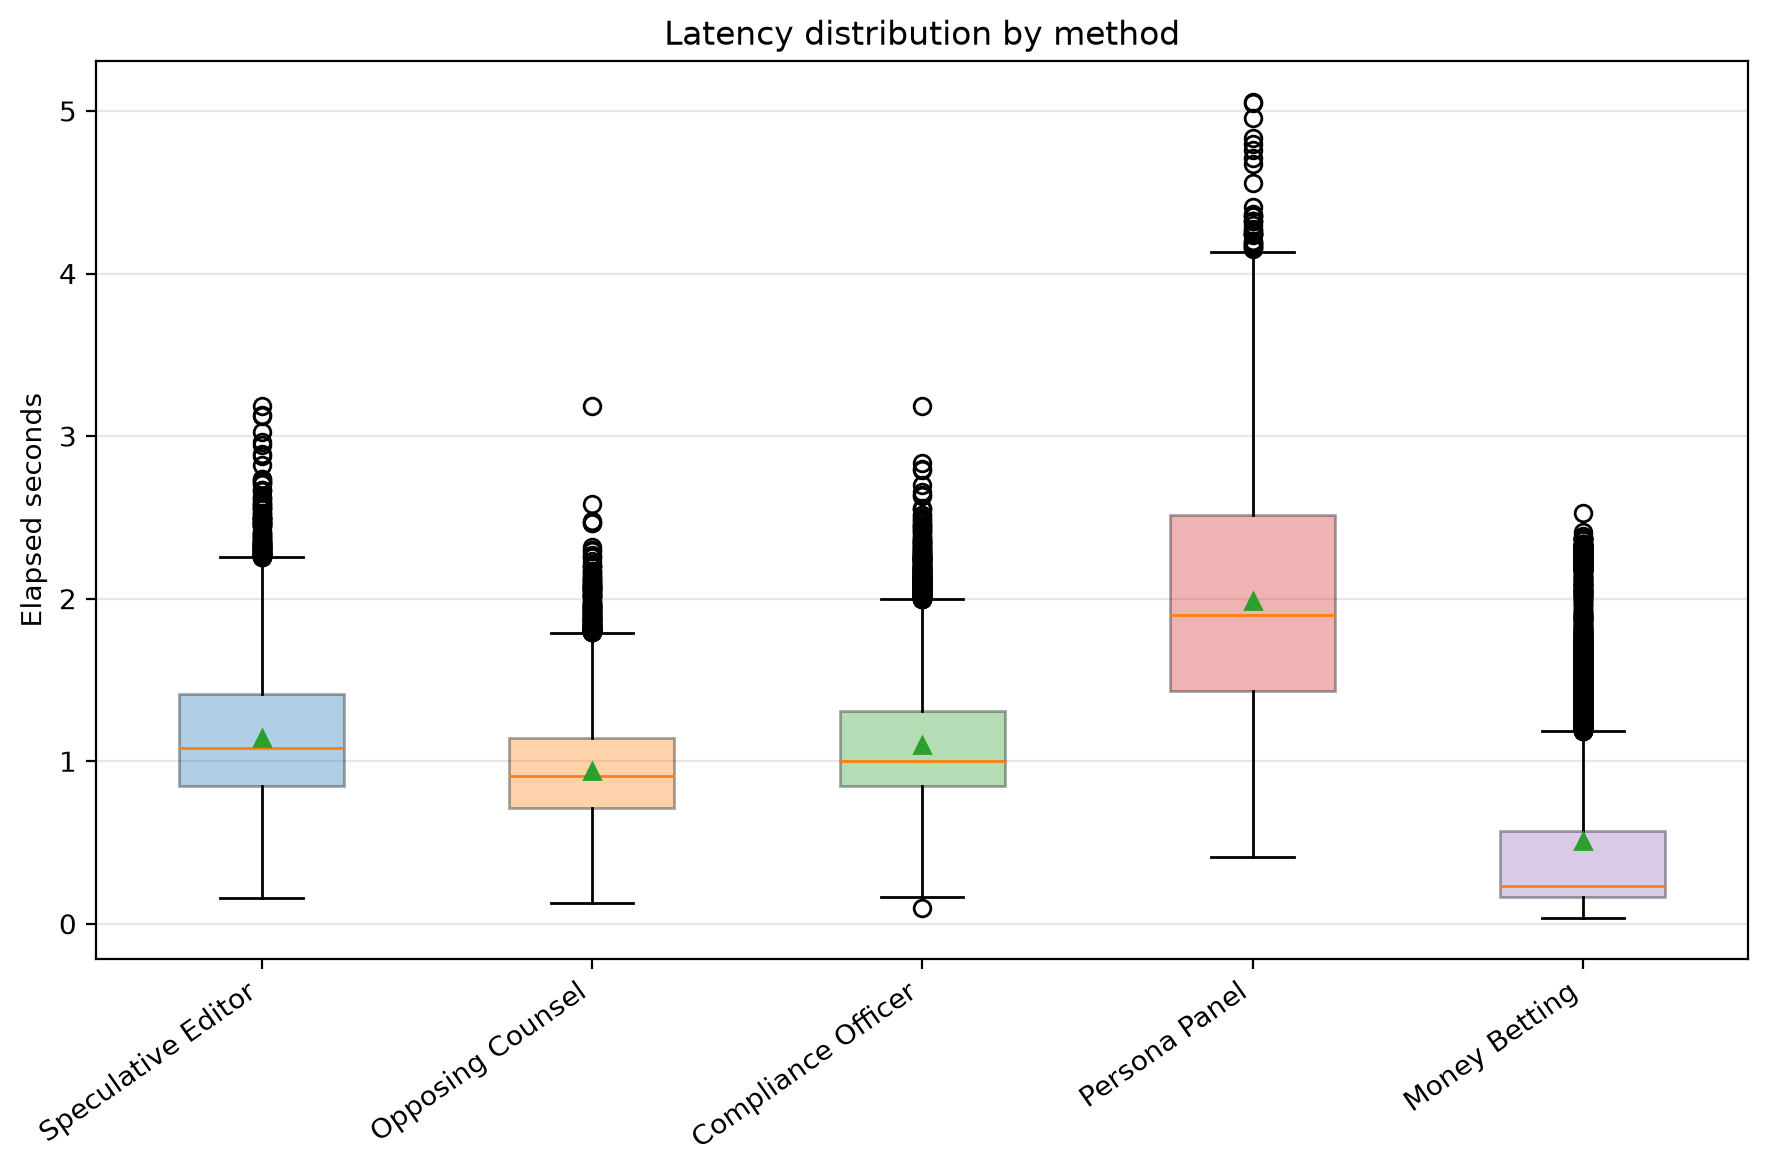 Latency distribution by method
Elapsed seconds
5
4
3
2
1
0
Speculative Editor
Opposing Counsel
Compliance Officer
Persona Panel
Money Betting